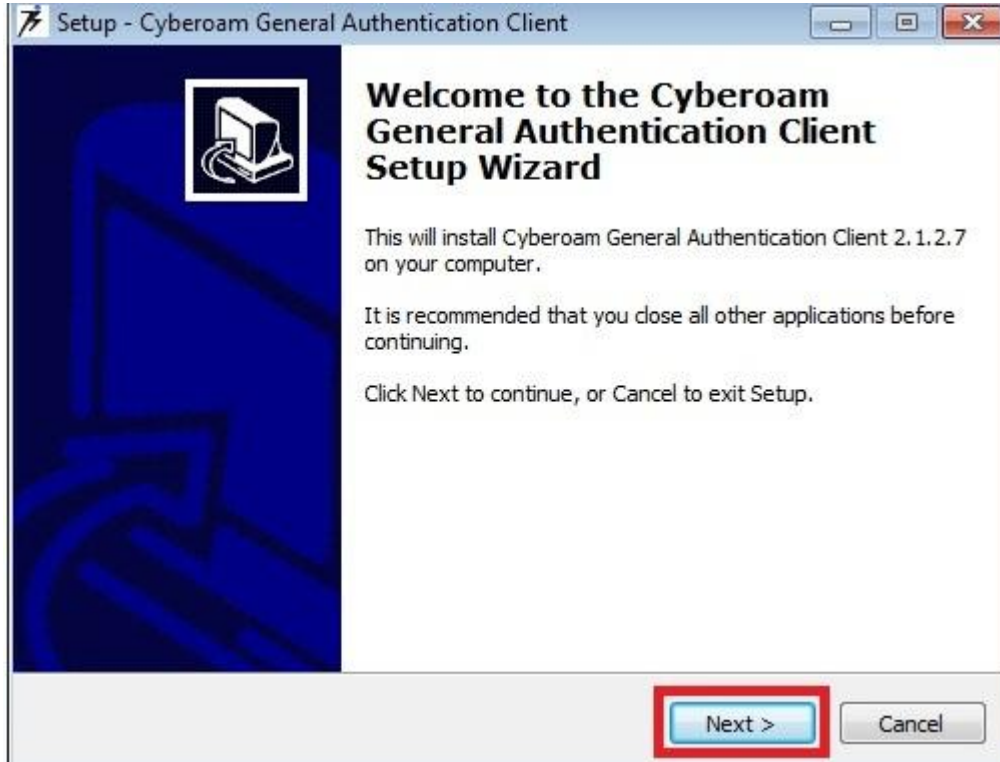 Setup - Cyberoam General Authentication Client
Welcome to the Cyberoam
General Authentication Client
Setup Wizard
This will install Cyberoam General Authentication Client 2.1.2.7
on your computer.
It is recommended that you close all other applications before
continuing.
Click Next to continue, or Cancel to exit Setup.
Next >
Cancel